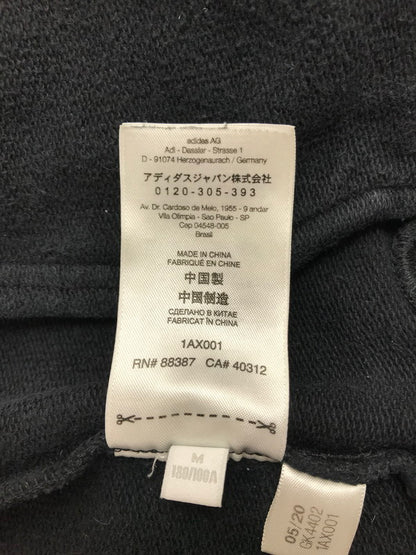 adidas AG
Adi - Dassler - Strasse 1
D - 91074 Herzogenaurach / Germany
アディダスジャパン株式会社
0120-305-393
Av. Dr. Cardoso de Melo, 1955 - 9 andar
Vila Olimpia - Sao Paulo - SP
Cep 04548-005
Brasil
MADE IN CHINA
FABRIQUÉ EN CHINE
中国製
中国制造
СДЕЛАНО В КИТАЕ
FABRICAT ÎN CHINA
1AX001
RN# 88387 CA# 40312
M
05/20
GK4402
1AX001